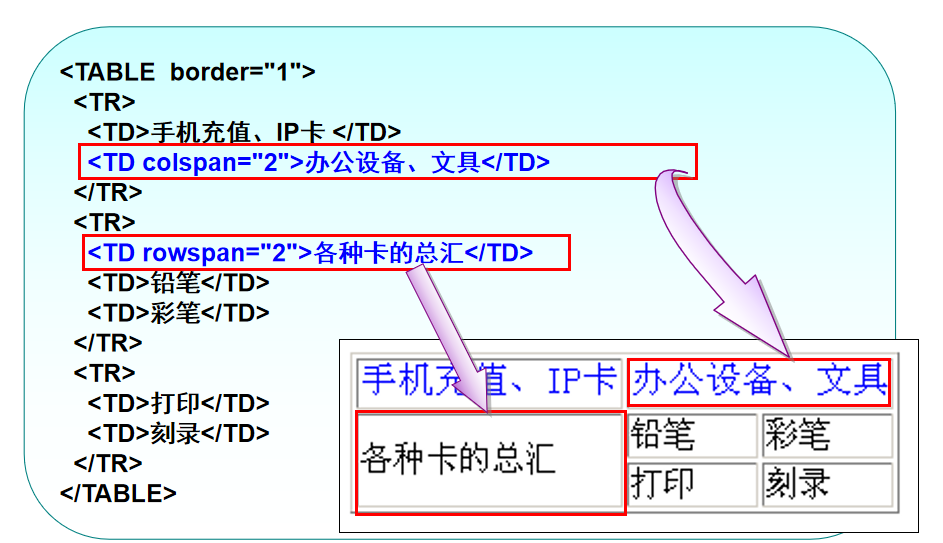 <TABLE  border="1">
<TR>
<TD>手机充值、IP卡 </TD>
<TD colspan="2">办公设备、文具</TD>
</TR>
<TR>
<TD rowspan="2">各种卡的总汇</TD>
<TD>铅笔</TD>
<TD>彩笔</TD>
</TR>
<TR>
<TD>打印</TD>
<TD>刻录</TD>
</TR>
</TABLE>
手机充值、IP卡 办公设备、文具
各种卡的总汇 铅笔 彩笔
打印 刻录